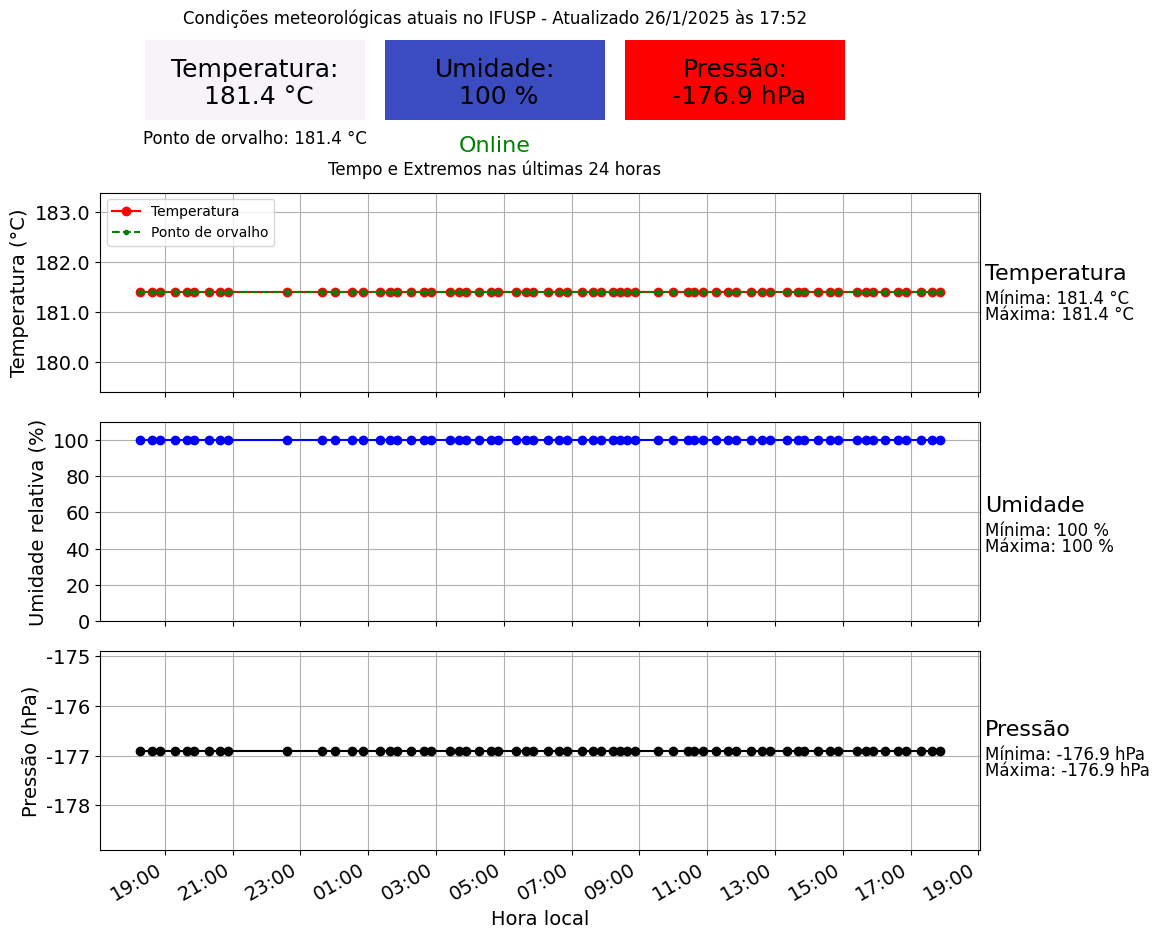 Condições meteorológicas atuais no IFUSP - Atualizado 26/1/2025 às 17:52
Temperatura:
181.4 °C
Umidade:
100 %
Pressão:
-176.9 hPa
Ponto de orvalho: 181.4 °C
Online
Tempo e Extremos nas últimas 24 horas
Temperatura (°C)
183.0
182.0
181.0
180.0
Temperatura
Ponto de orvalho
Temperatura
Mínima: 181.4 °C
Máxima: 181.4 °C
Umidade relativa (%)
100
80
60
40
20
0
Umidade
Mínima: 100 %
Máxima: 100 %
Pressão (hPa)
-175
-176
-177
-178
Pressão
Mínima: -176.9 hPa
Máxima: -176.9 hPa
19:00 21:00 23:00 01:00 03:00 05:00 07:00 09:00 11:00 13:00 15:00 17:00 19:00
Hora local